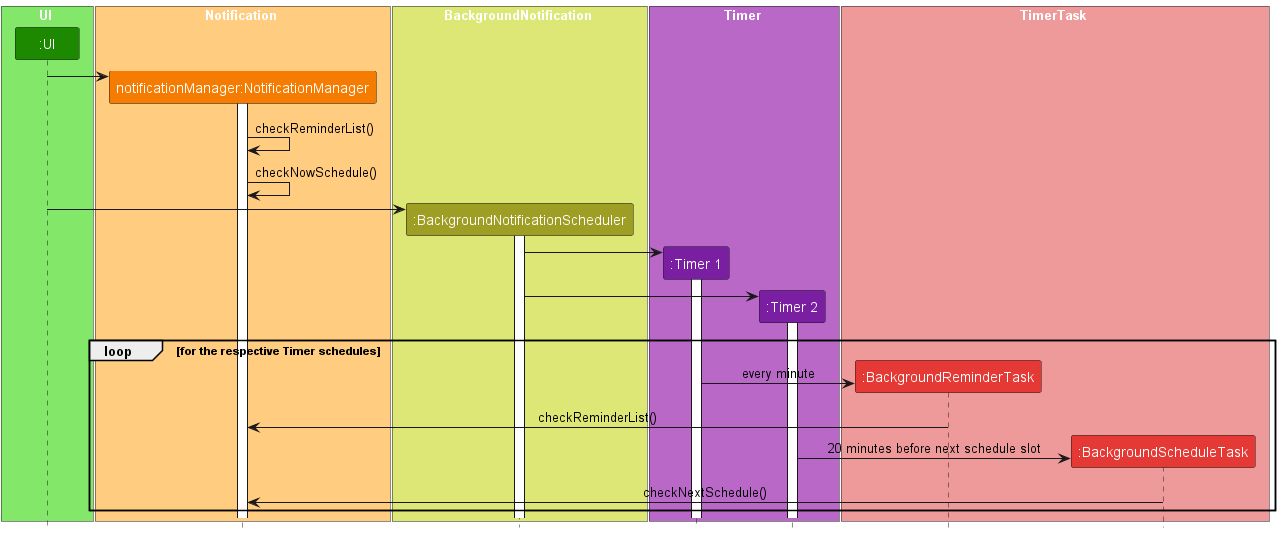 UI
Notification
BackgroundNotification
Timer
TimerTask
:UI
notificationManager:NotificationManager
checkReminderList()
checkNowSchedule()
:BackgroundNotificationScheduler
:Timer 1
:Timer 2
loop [for the respective Timer schedules]
every minute
:BackgroundReminderTask
checkReminderList()
20 minutes before next schedule slot
:BackgroundScheduleTask
checkNextSchedule()